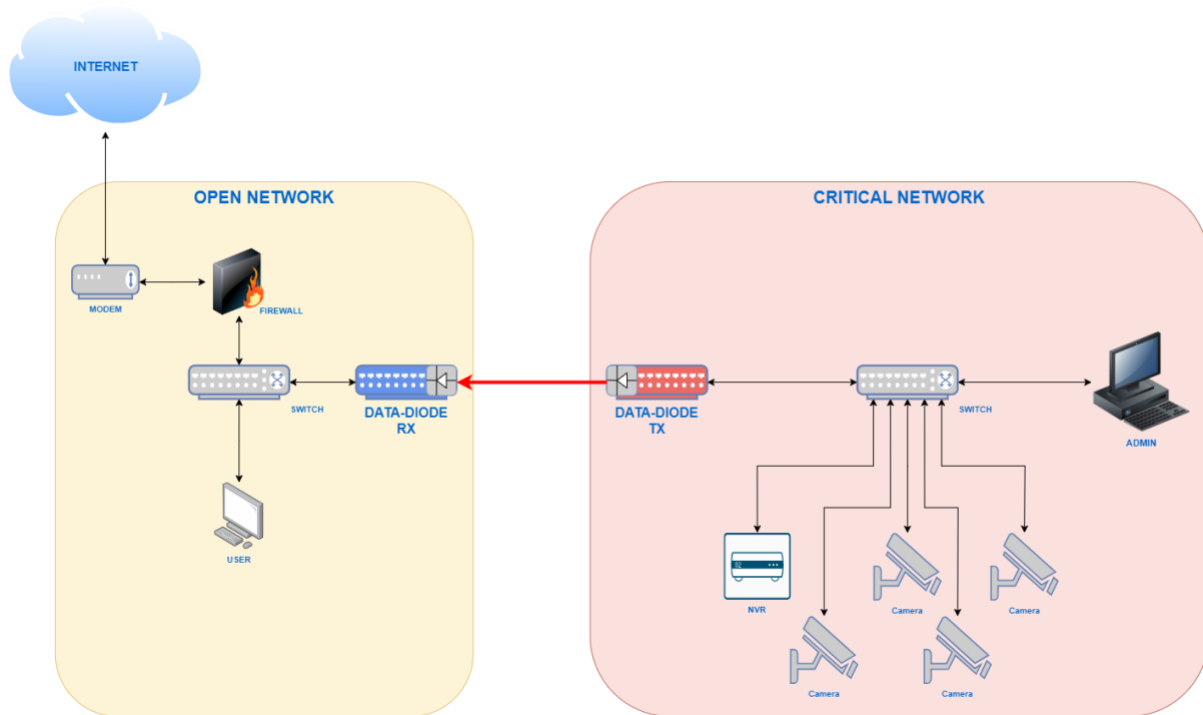 INTERNET
OPEN NETWORK
CRITICAL NETWORK
MODEM
FIREWALL
SWITCH
DATA-DIODE
RX
DATA-DIODE
TX
SWITCH
ADMIN
USER
NVR
Camera
Camera
Camera
Camera